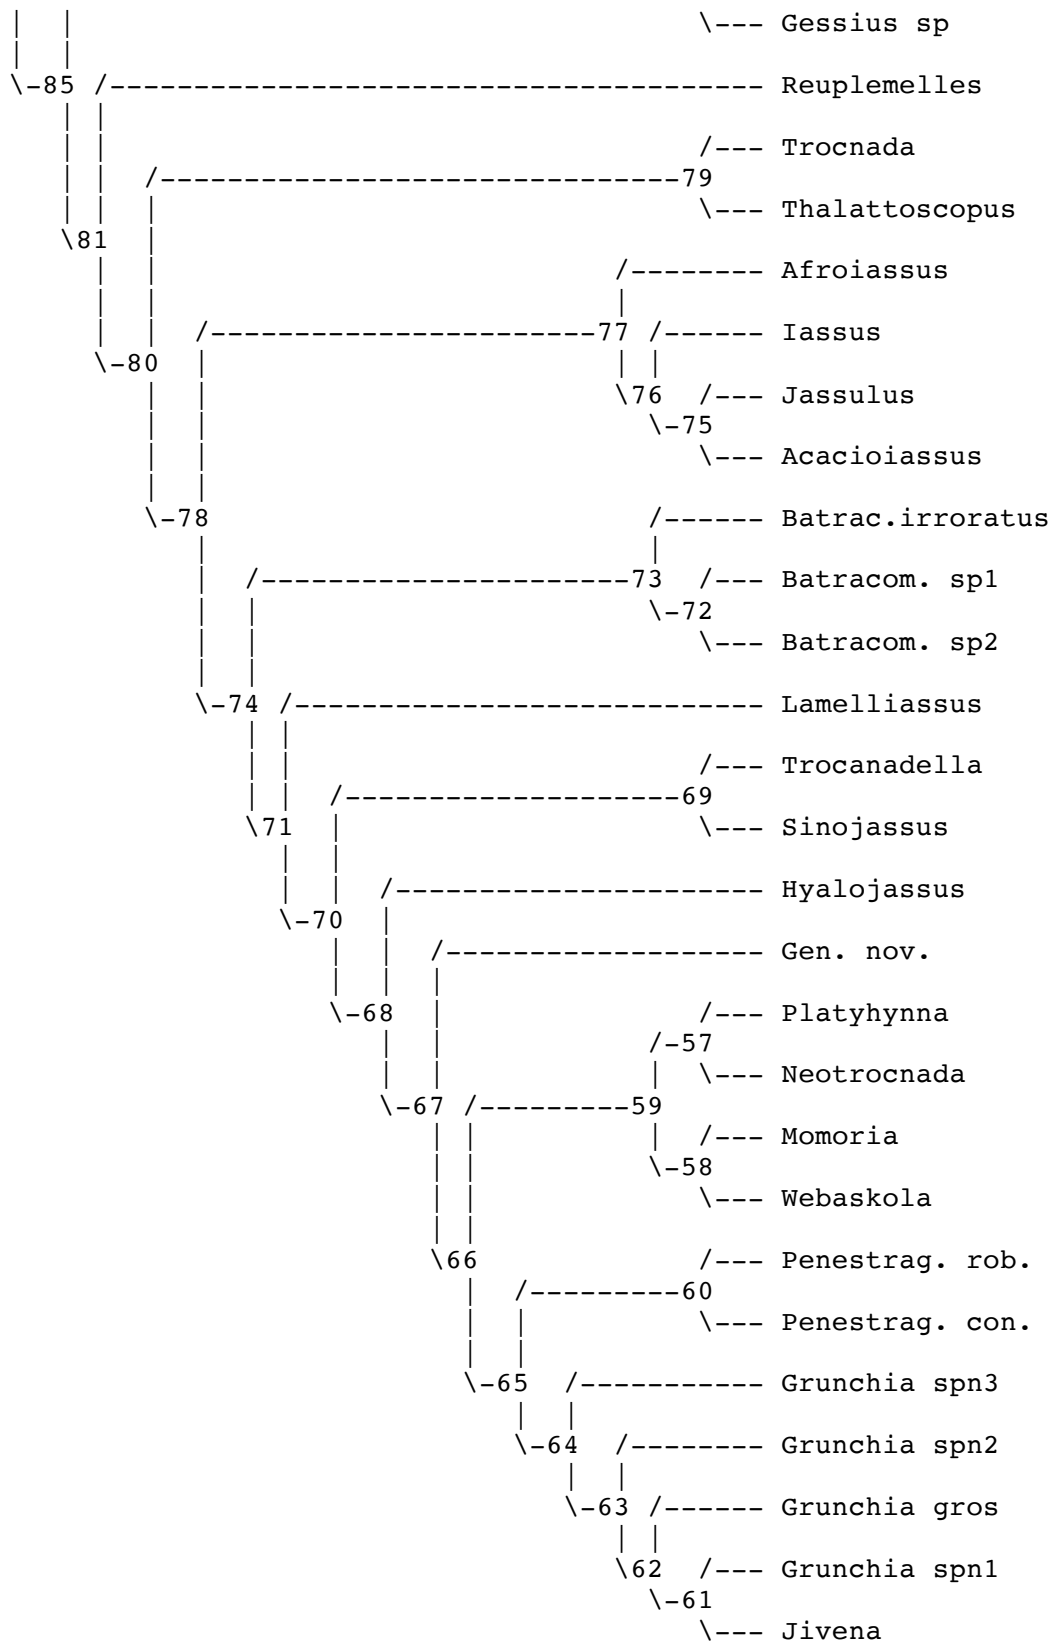 Gessius sp
85
Reuplemelles
Trocnada
79
Thalattoscopus
81
Afroiassus
77
Iassus
80
76
Jassulus
75
Acacioiassus
78
Batrac.irroratus
73
Batracom. sp1
72
Batracom. sp2
74
Lamelliassus
Trocanadella
69
71
Sinojassus
Hyalojassus
70
Gen. nov.
68
Platyhynna
57
Neotrocnada
67
59
Momoria
58
Webaskola
66
Penestrag. rob.
60
Penestrag. con.
65
Grunchia spn3
64
Grunchia spn2
63
Grunchia gros
62
Grunchia spn1
61
Jivena